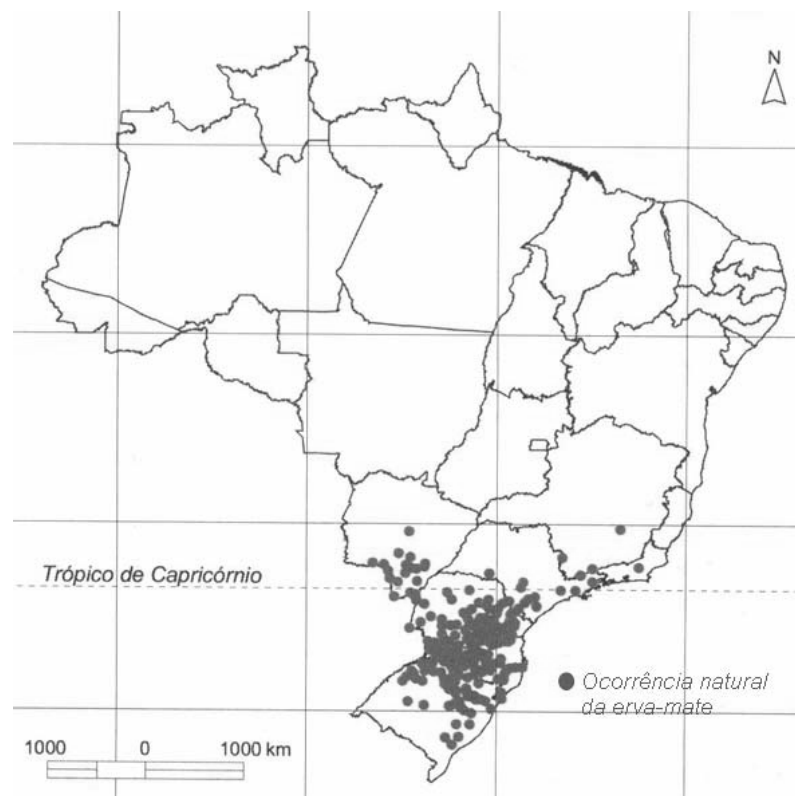 N
Trópico de Capricórnio
Ocorrência natural
da erva-mate
1000 0 1000 km